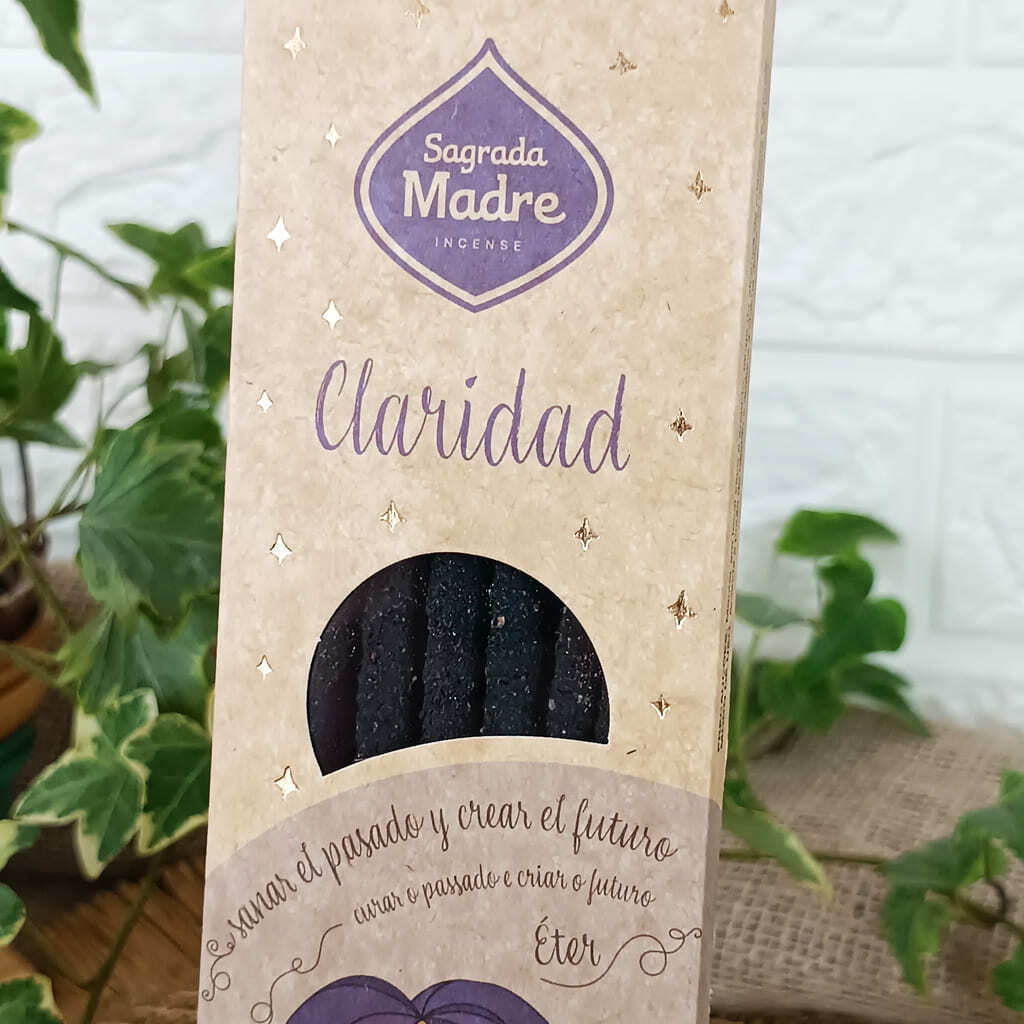 Sagrada
Madre
INCENSE
Claridad
sanar el pasado y crear el futuro
curar o passado e criar o futuro
Éter